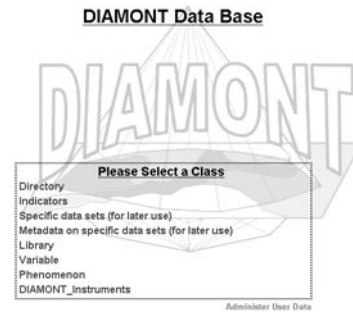 DIAMONT Data Base
DIAMONT
Please Select a Class
Directory
Indicators
Specific data sets (for later use)
Metadata on specific data sets (for later use)
Library
Variable
Phenomenon
DIAMONT_Instruments
Administer User Data